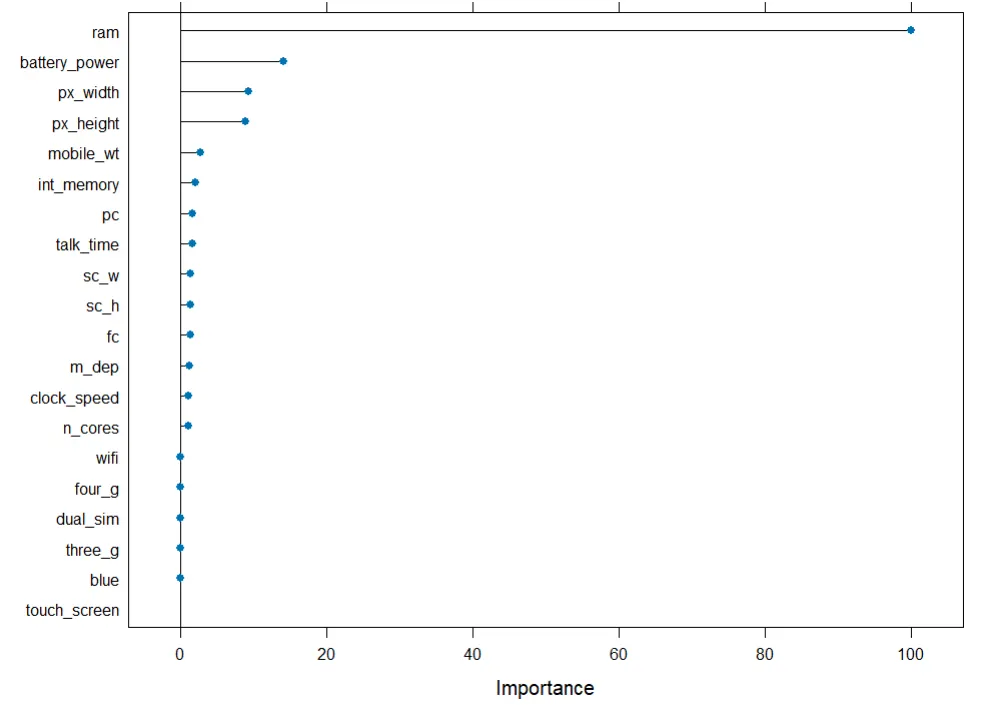 ram
battery_power
px_width
px_height
mobile_wt
int_memory
pc
talk_time
sc_w
sc_h
fc
m_dep
clock_speed
n_cores
wifi
four_g
dual_sim
three_g
blue
touch_screen
0 20 40 60 80 100
Importance